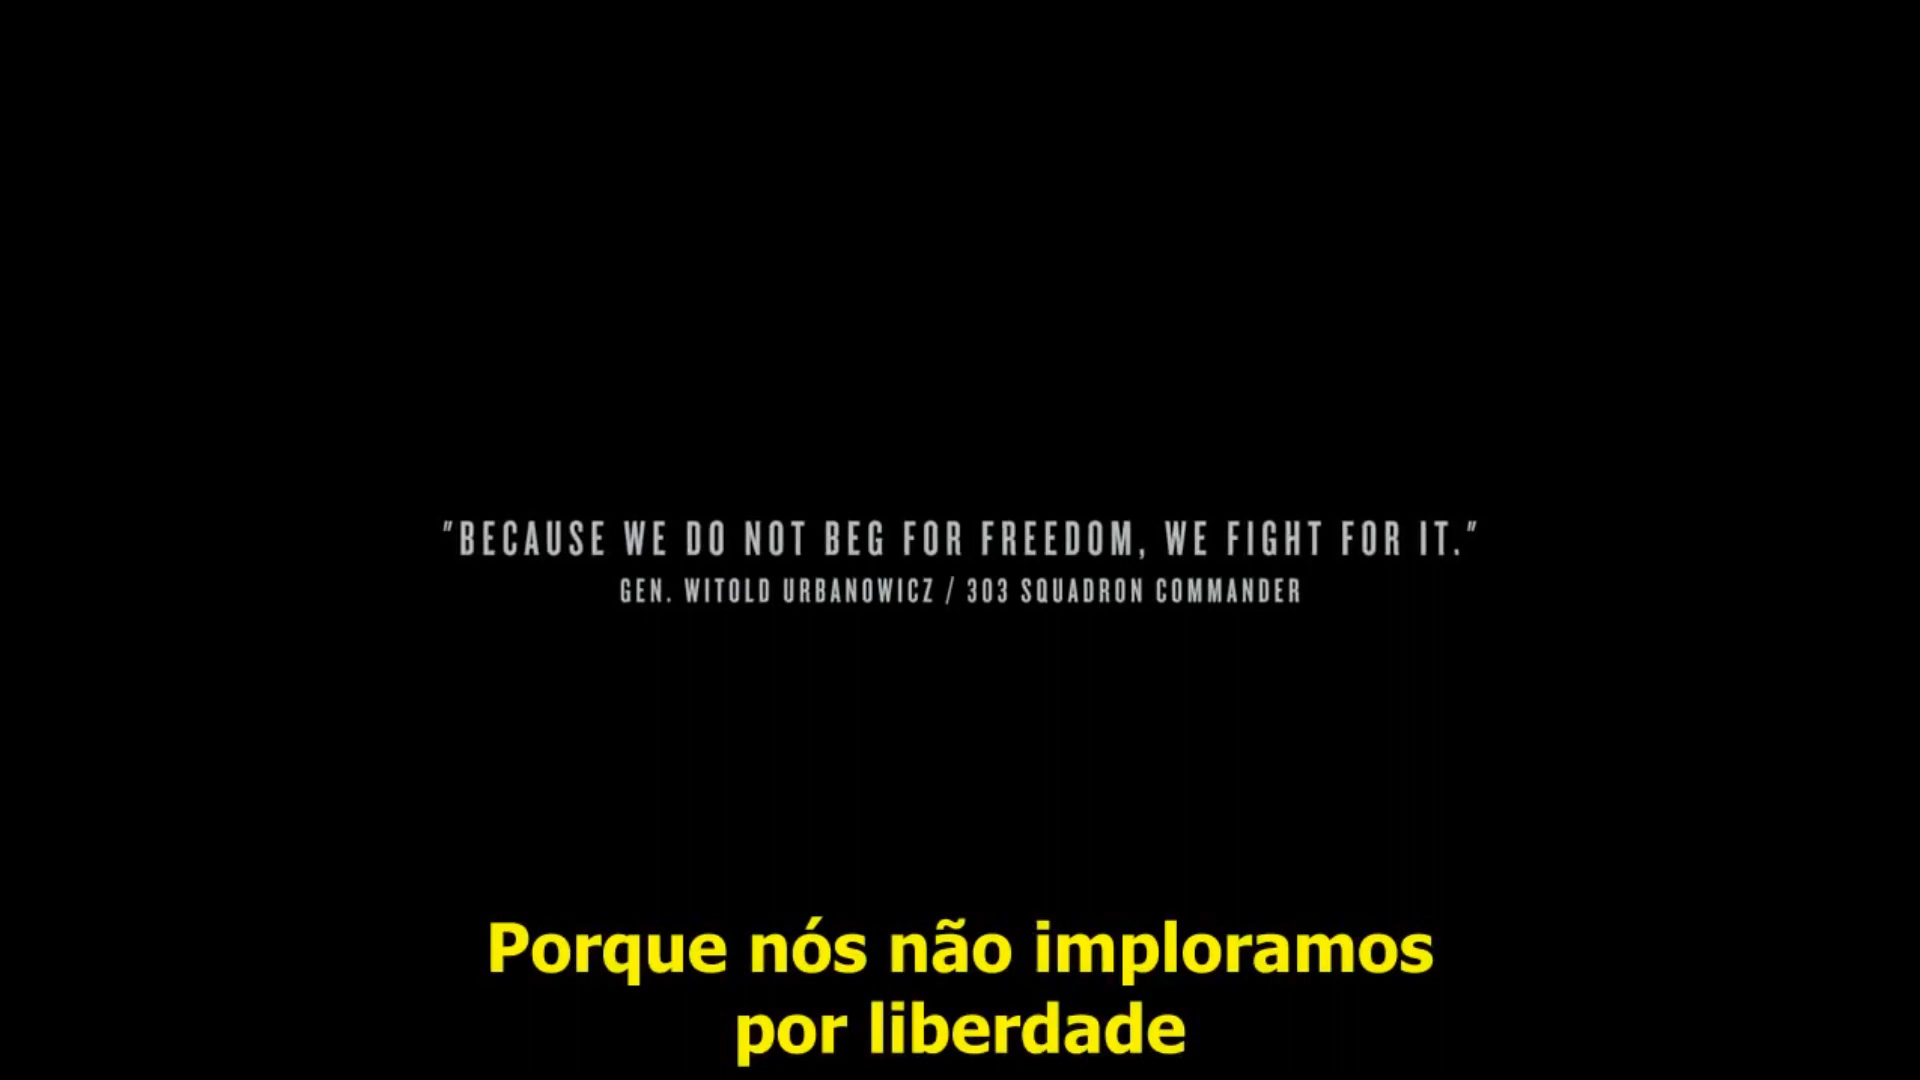 "BECAUSE WE DO NOT BEG FOR FREEDOM, WE FIGHT FOR IT."
GEN. WITOLD URBANOWICZ / 303 SQUADRON COMMANDER
Porque nós não imploramos
por liberdade